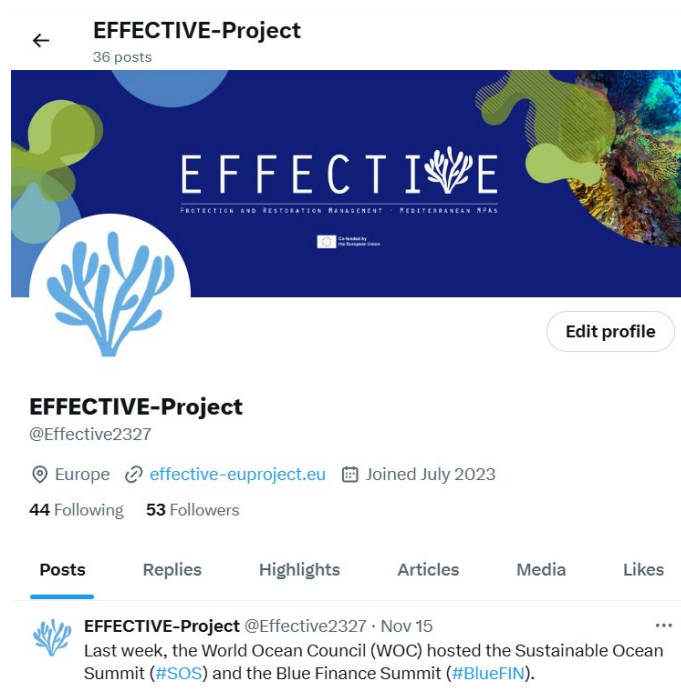 EFFECTIVE-Project
36 posts
EFFECTIVE
PROTECTION AND RESTORATION MANAGEMENT · MEDITERRANEAN MPAS
Co-funded by
the European Union
Edit profile
EFFECTIVE-Project
@Effective2327
Europe effective-euproject.eu Joined July 2023
44 Following 53 Followers
Posts Replies Highlights Articles Media Likes
EFFECTIVE-Project @Effective2327 · Nov 15
Last week, the World Ocean Council (WOC) hosted the Sustainable Ocean
Summit (#SOS) and the Blue Finance Summit (#BlueFIN).